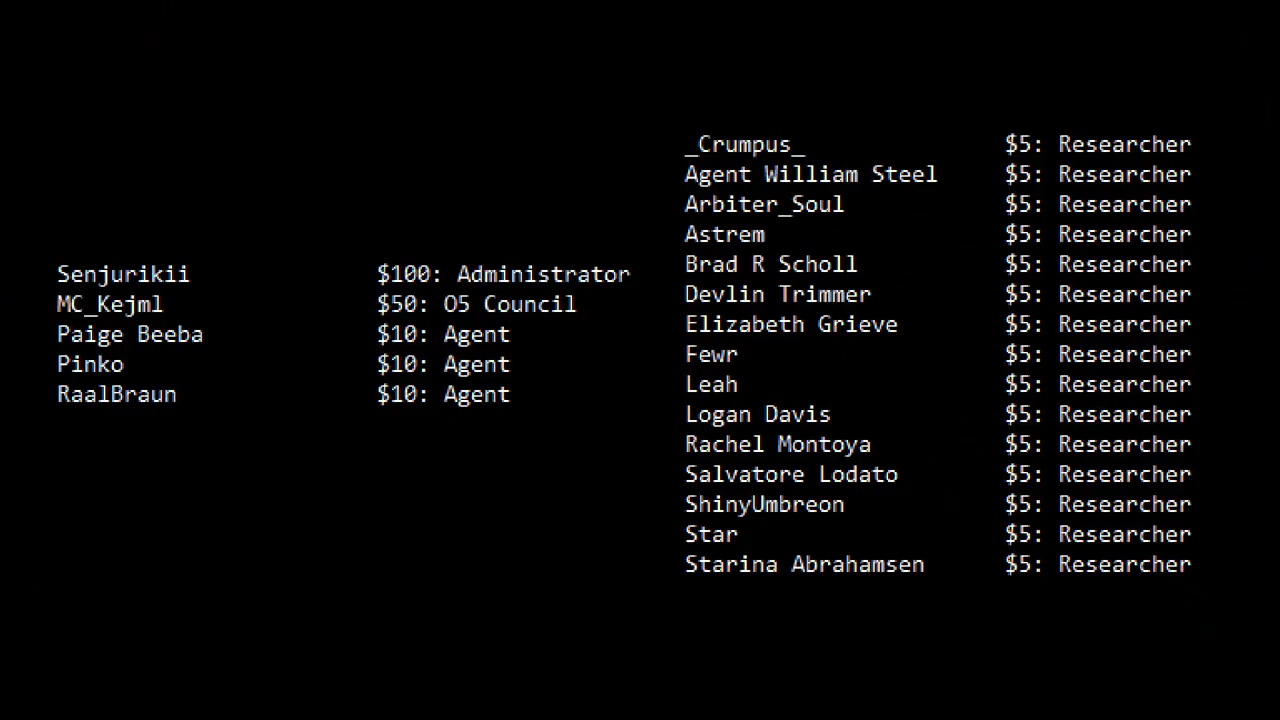 Senjurikii $100: Administrator
MC_Kejml $50: O5 Council
Paige Beeba $10: Agent
Pinko $10: Agent
RaalBraun $10: Agent
_Crumpus_ $5: Researcher
Agent William Steel $5: Researcher
Arbiter_Soul $5: Researcher
Astrem $5: Researcher
Brad R Scholl $5: Researcher
Devlin Trimmer $5: Researcher
Elizabeth Grieve $5: Researcher
Fewr $5: Researcher
Leah $5: Researcher
Logan Davis $5: Researcher
Rachel Montoya $5: Researcher
Salvatore Lodato $5: Researcher
ShinyUmbreon $5: Researcher
Star $5: Researcher
Starina Abrahamsen $5: Researcher